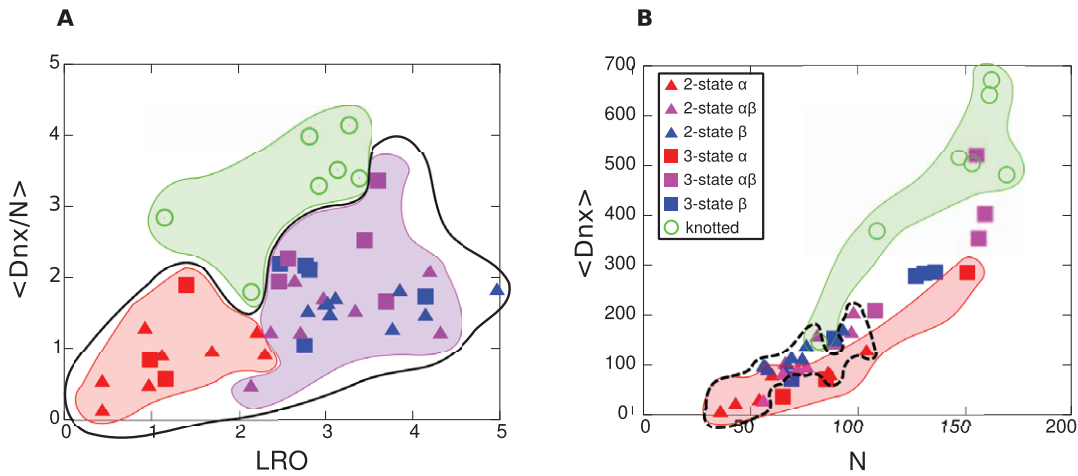 A
B
5
4
3
2
1
0
0
1
2
3
4
5
<Dnx/N>
LRO
700
600
500
400
300
200
100
0
0
50
100
150
200
<Dnx>
N
2-state α
2-state αβ
2-state β
3-state α
3-state αβ
3-state β
knotted